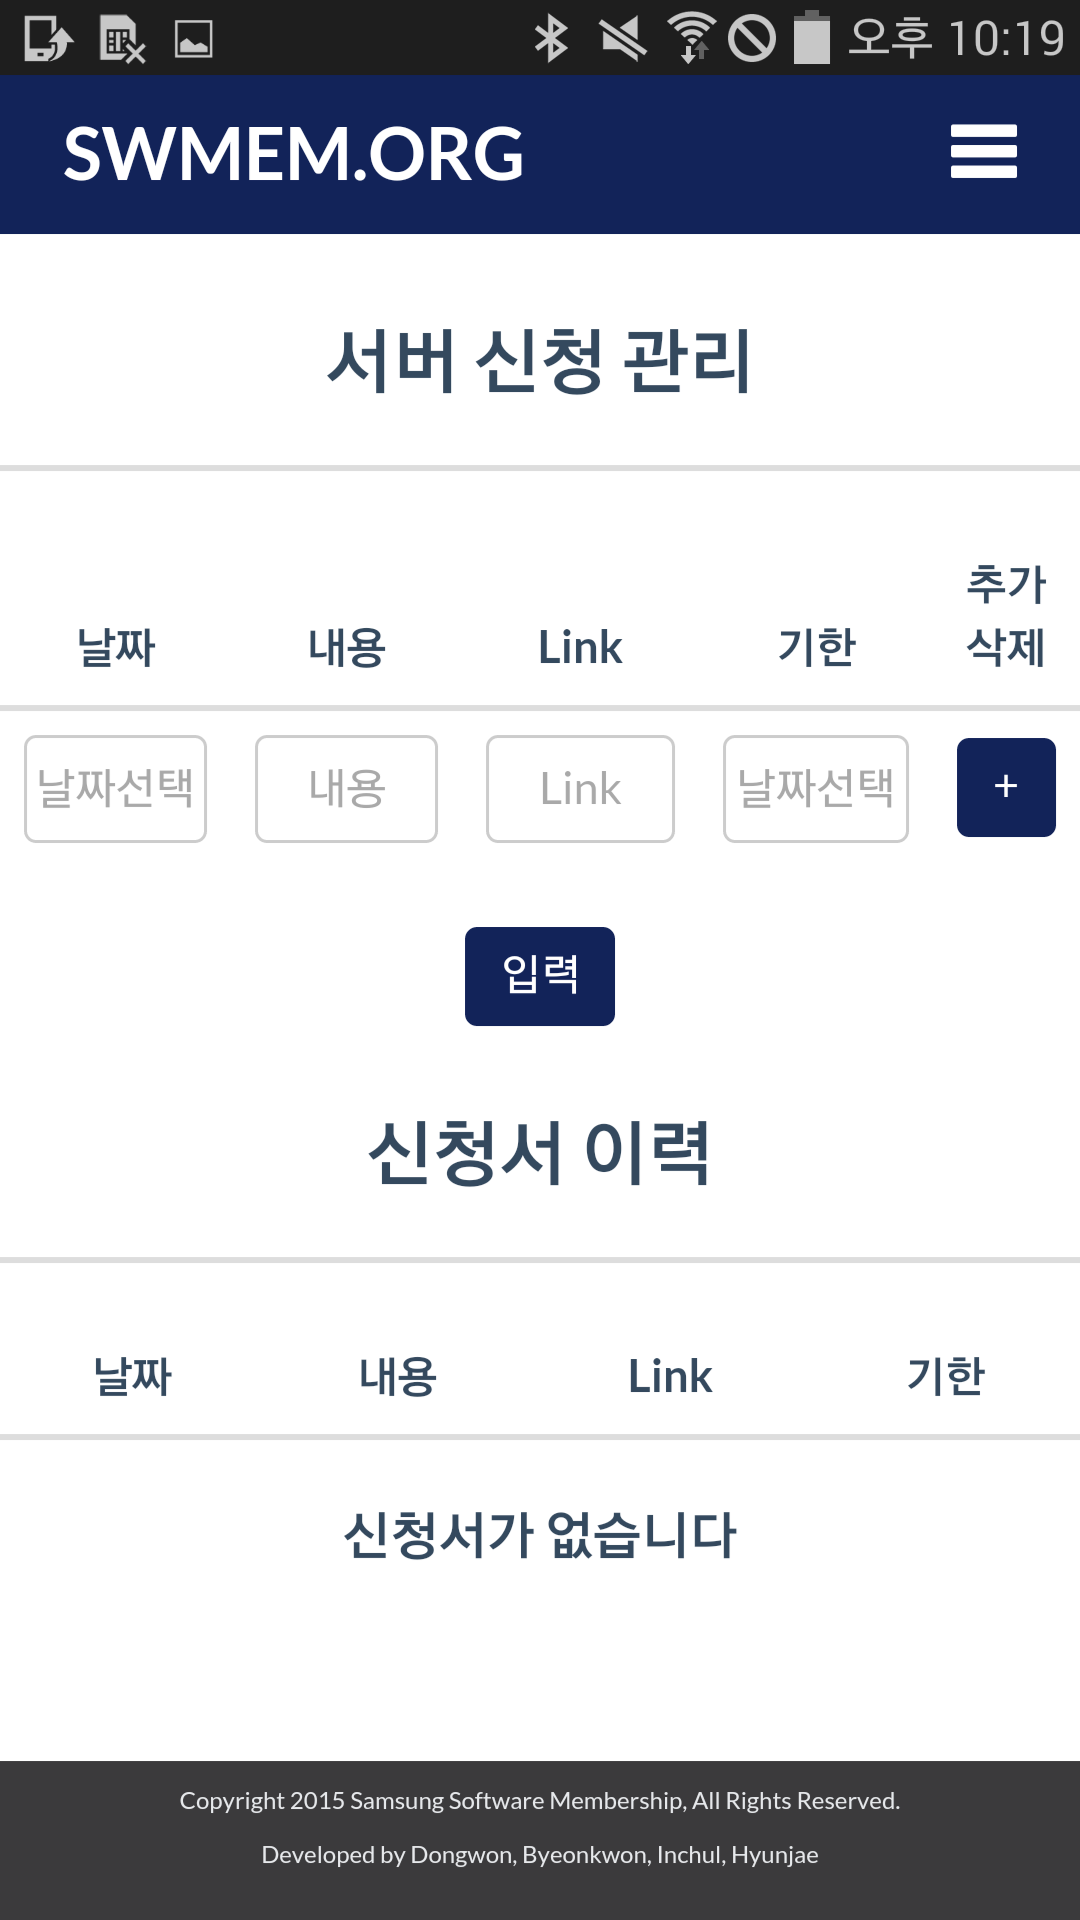 오후 10:19
SWMEM.ORG
서버 신청 관리
추가
날짜 내용 Link 기한 삭제
날짜선택 내용 Link 날짜선택 +
입력
신청서 이력
날짜 내용 Link 기한
신청서가 없습니다
Copyright 2015 Samsung Software Membership, All Rights Reserved.
Developed by Dongwon, Byeonkwon, Inchul, Hyunjae